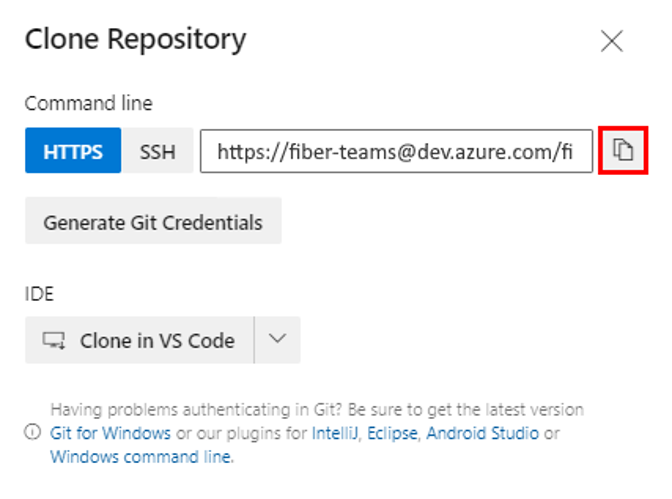 Clone Repository
Command line
HTTPS SSH https://fiber-teams@dev.azure.com/fi
Generate Git Credentials
IDE
Clone in VS Code
Having problems authenticating in Git? Be sure to get the latest version
Git for Windows or our plugins for IntelliJ, Eclipse, Android Studio or
Windows command line.